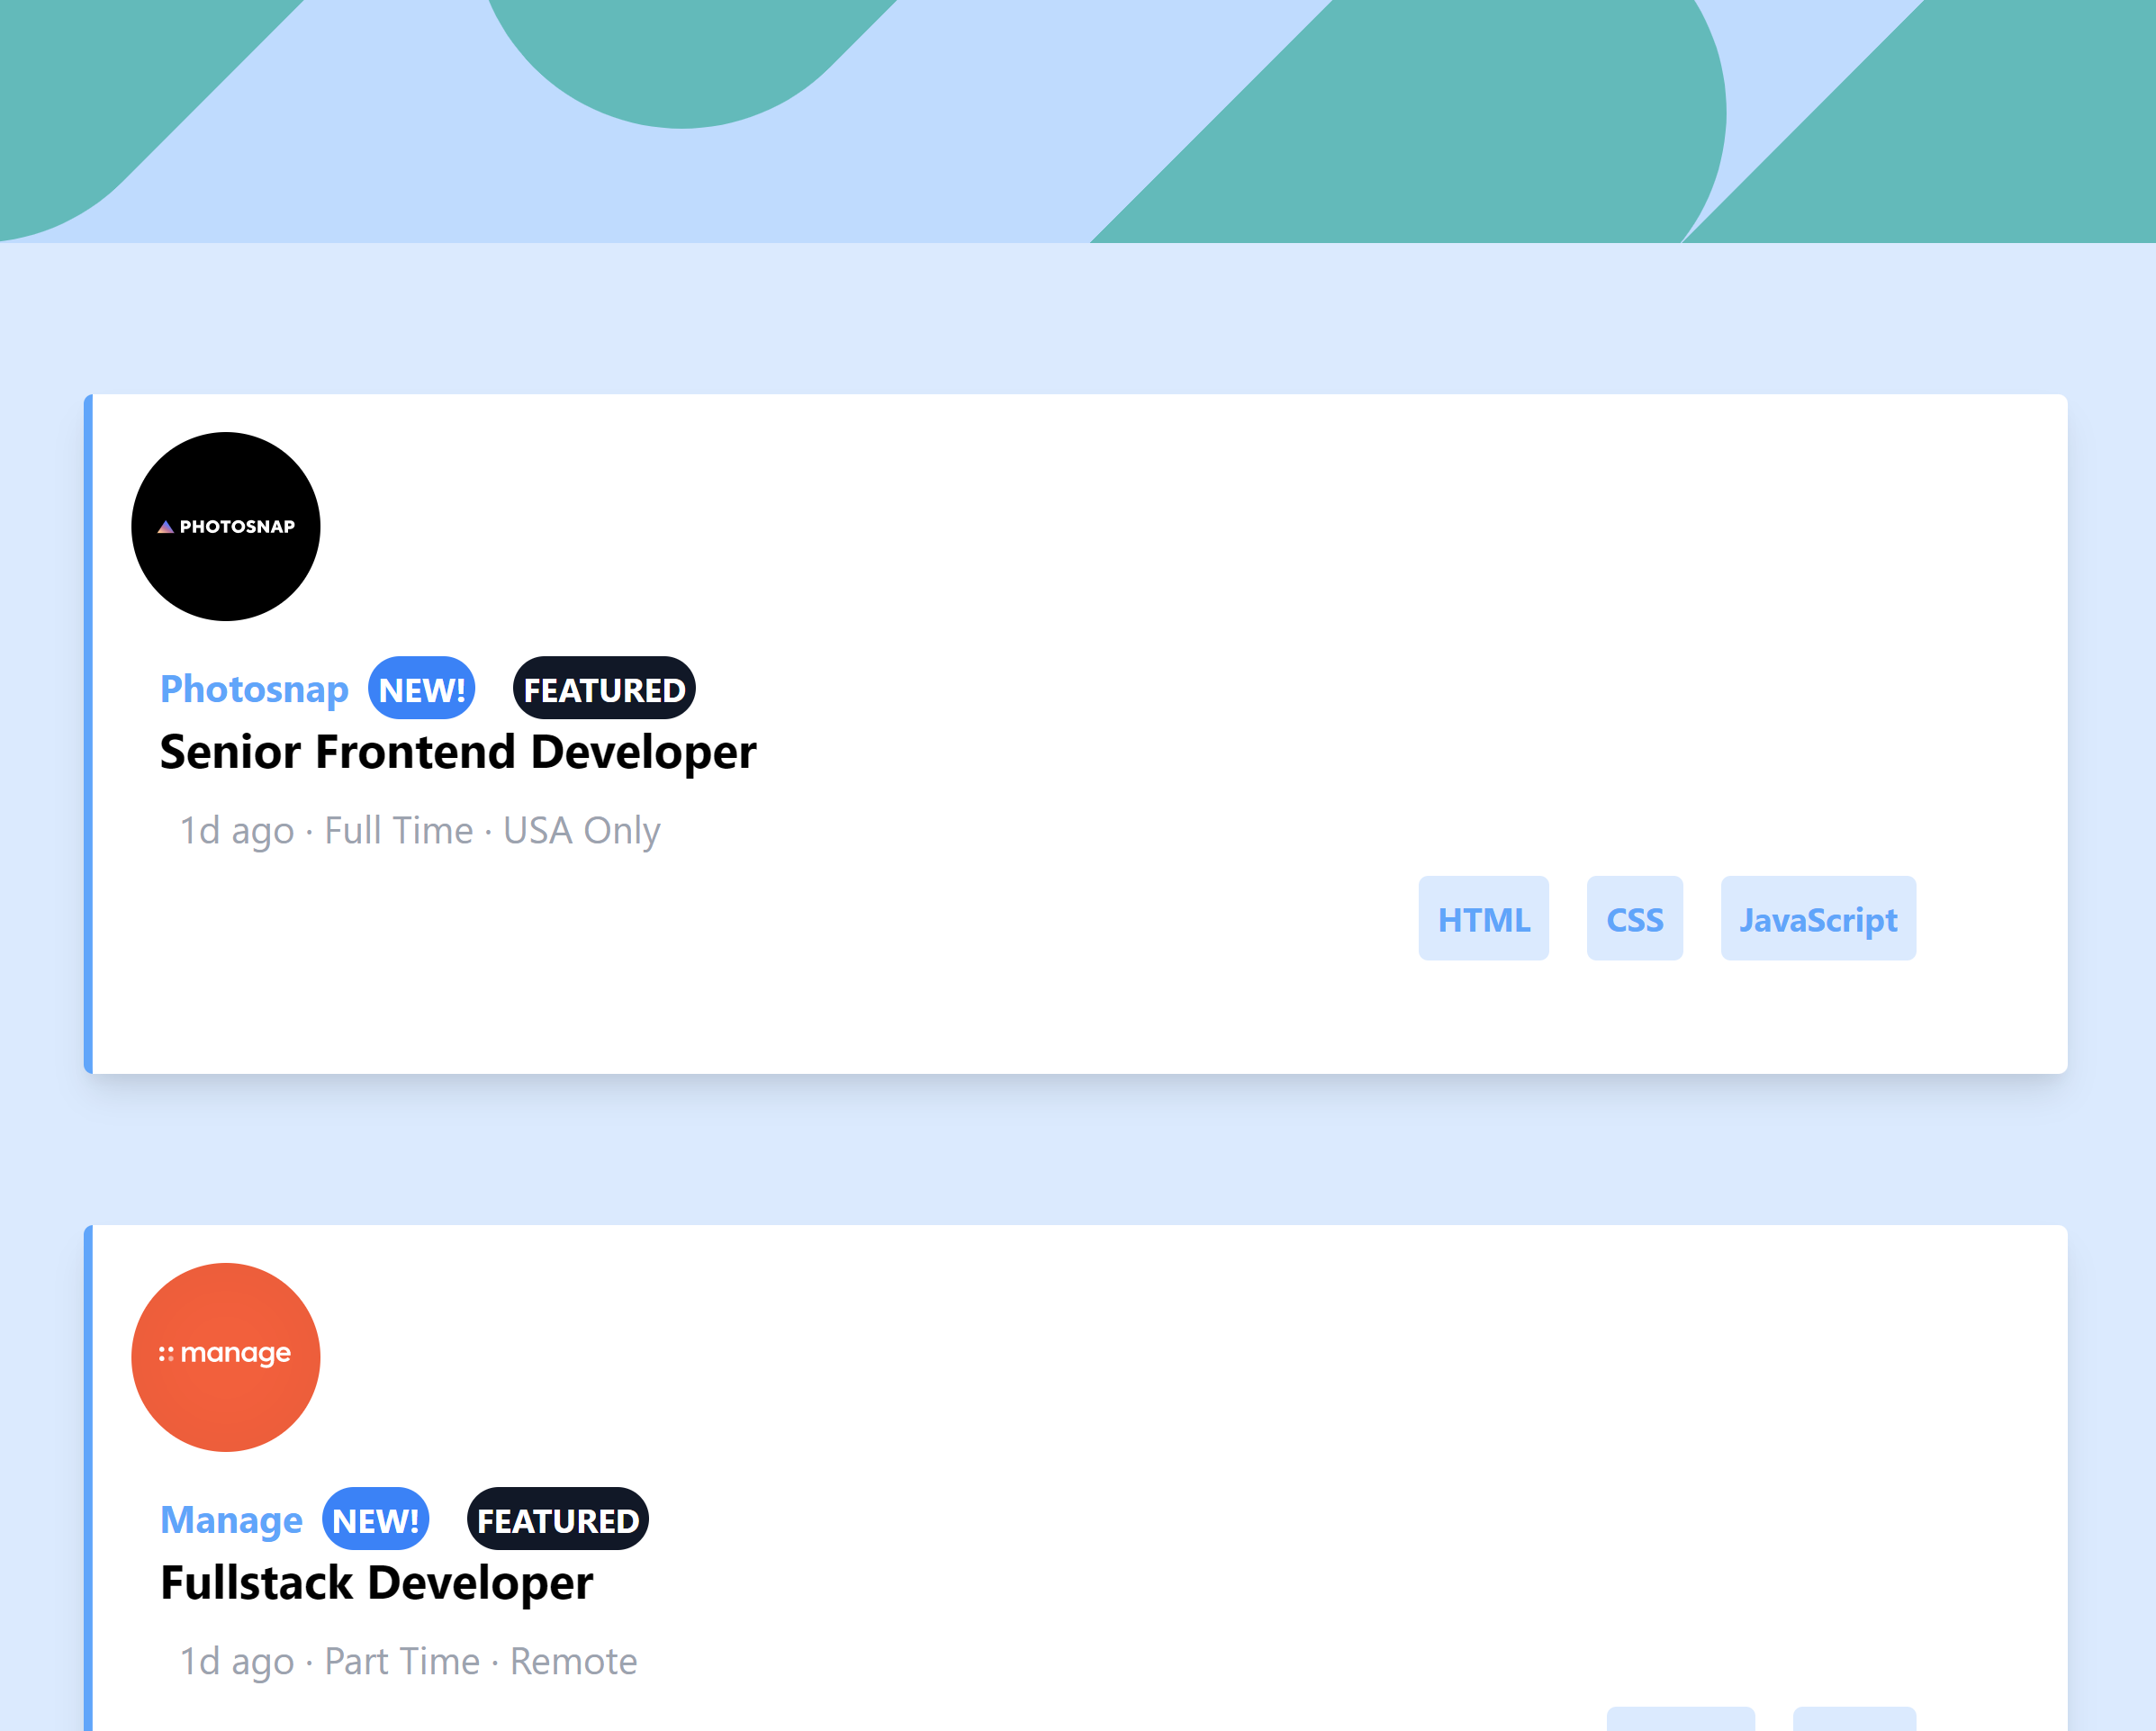 PHOTOSNAP
Photosnap NEW! FEATURED
Senior Frontend Developer
1d ago · Full Time · USA Only
HTML CSS JavaScript
manage
Manage NEW! FEATURED
Fullstack Developer
1d ago · Part Time · Remote